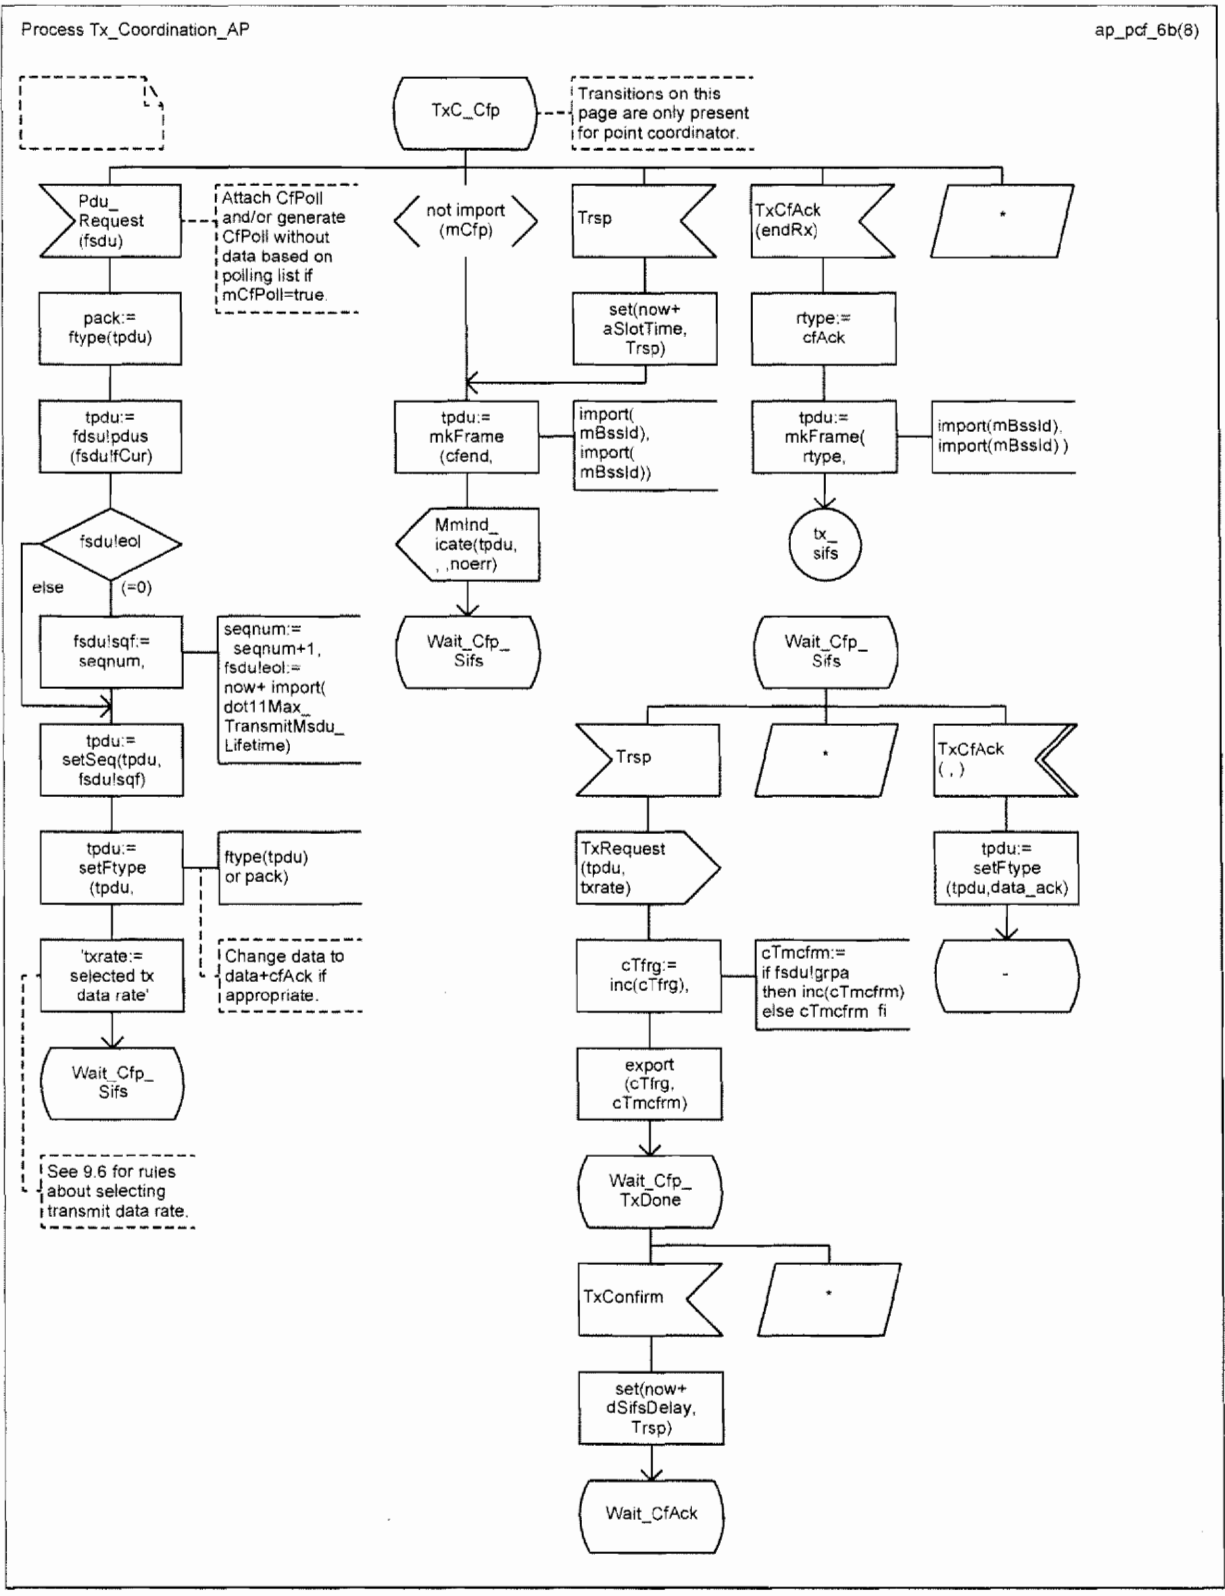 Process Tx_Coordination_AP
ap_pcf_6b(8)
TxC_Cfp
Transitions on this
page are only present
for point coordinator.
Pdu_
Request
(fsdu)
Attach CfPoll
and/or generate
CfPoll without
data based on
polling list if
mCfPoll=true.
not import
(mCfp)
Trsp
TxCfAck
(endRx)
*
pack:=
ftype(tpdu)
set(now+
aSlotTime,
Trsp)
rtype:=
cfAck
tpdu:=
fdsu!pdus
(fsdu!fCur)
tpdu:=
mkFrame
(cfend,
import(
mBssId),
import(
mBssId))
tpdu:=
mkFrame(
rtype,
import(mBssId),
import(mBssId) )
fsdu!eol
else
(=0)
MmInd_
icate(tpdu,
, ,noerr)
tx_
sifs
fsdu!sqf:=
seqnum,
seqnum:=
seqnum+1,
fsdu!eol:=
now+ import(
dot11Max_
TransmitMsdu_
Lifetime)
Wait_Cfp_
Sifs
Wait_Cfp_
Sifs
tpdu:=
setSeq(tpdu,
fsdu!sqf)
Trsp
*
TxCfAck
( , )
tpdu:=
setFtype
(tpdu,
ftype(tpdu)
or pack)
TxRequest
(tpdu,
txrate)
tpdu:=
setFtype
(tpdu,data_ack)
'txrate:=
selected tx
data rate'
Change data to
data+cfAck if
appropriate.
cTfrg:=
inc(cTfrg),
cTmcfrm:=
if fsdu!grpa
then inc(cTmcfrm)
else cTmcfrm fi
-
Wait_Cfp_
Sifs
export
(cTfrg,
cTmcfrm)
See 9.6 for rules
about selecting
transmit data rate.
Wait_Cfp_
TxDone
TxConfirm
*
set(now+
dSifsDelay,
Trsp)
Wait_CfAck